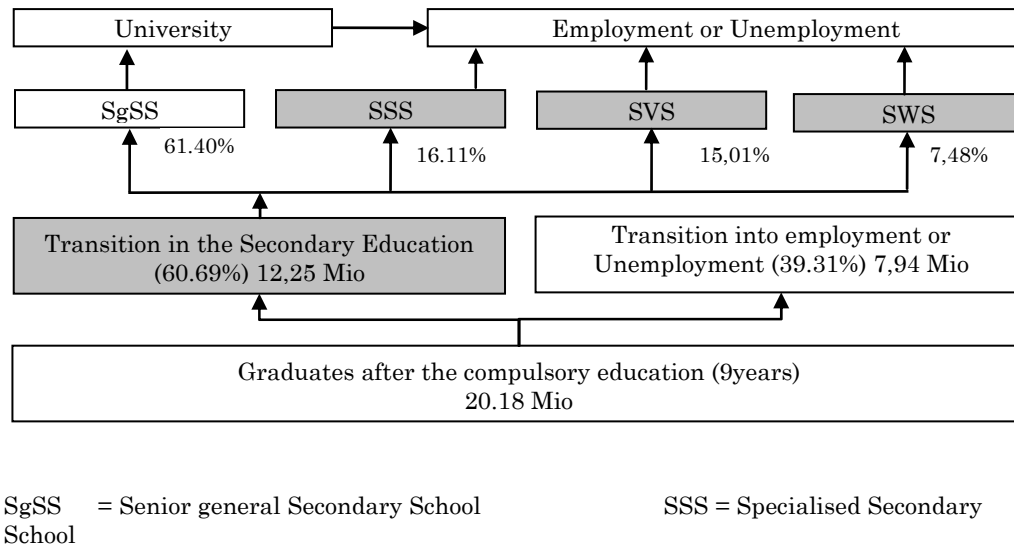 University
Employment or Unemployment
SgSS
SSS
SVS
SWS
61.40%
16.11%
15,01%
7,48%
Transition in the Secondary Education
(60.69%) 12,25 Mio
Transition into employment or
Unemployment (39.31%) 7,94 Mio
Graduates after the compulsory education (9years)
20.18 Mio
SgSS = Senior general Secondary School SSS = Specialised Secondary
School